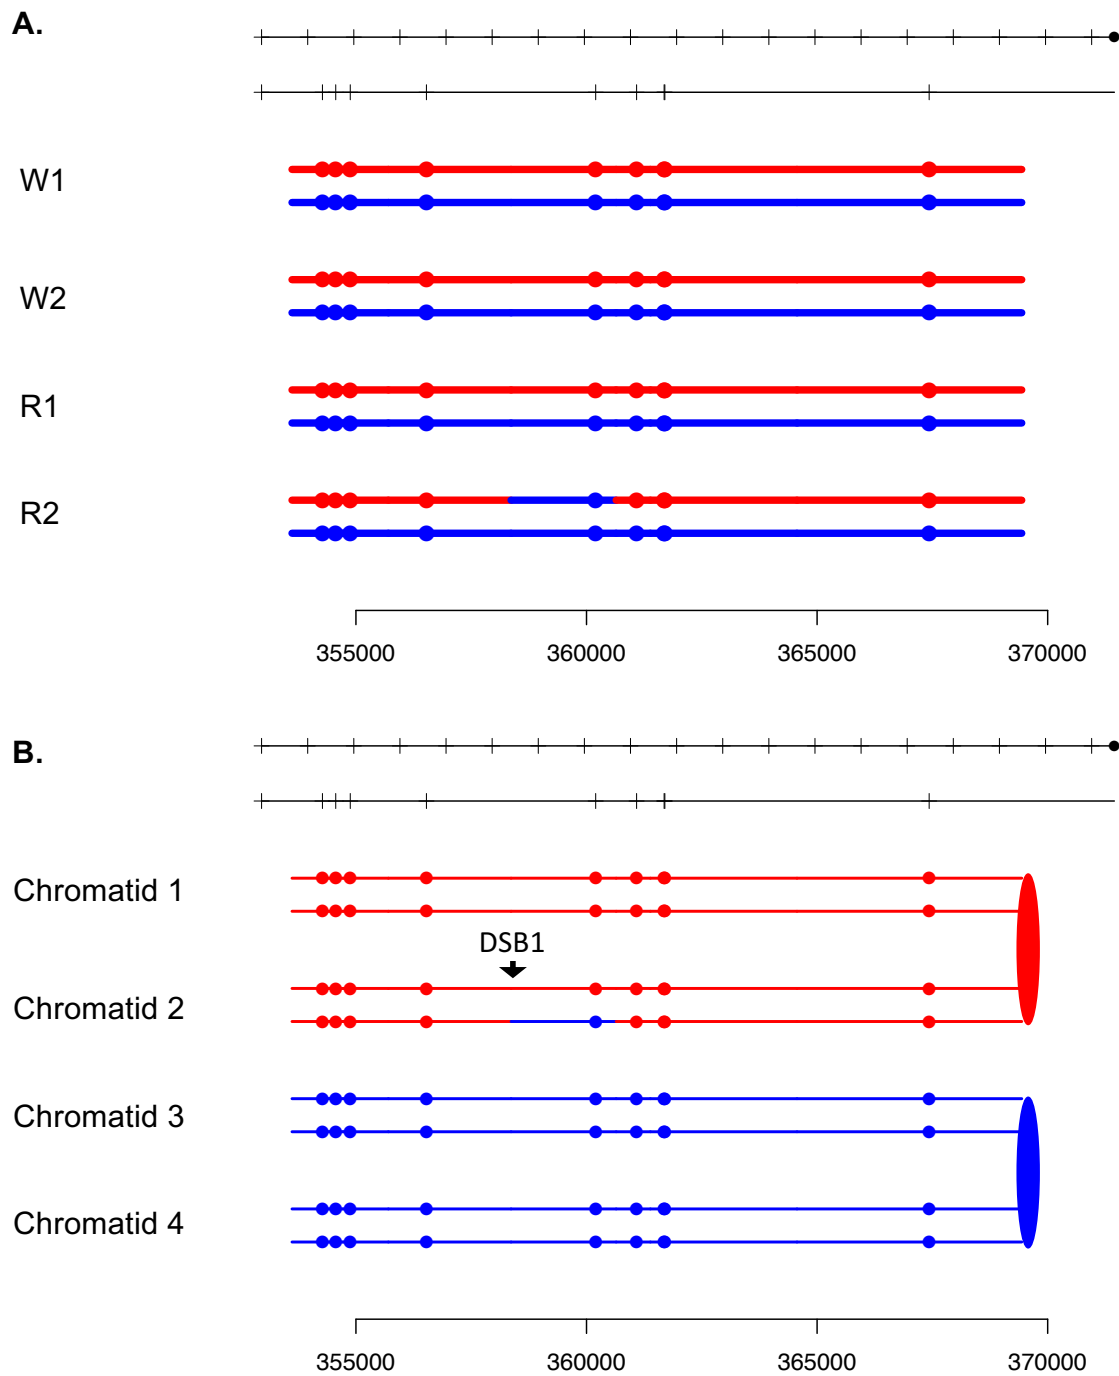 A.
W1
W2
R1
R2
355000 360000 365000 370000
B.
Chromatid 1
DSB1
Chromatid 2
Chromatid 3
Chromatid 4
355000 360000 365000 370000